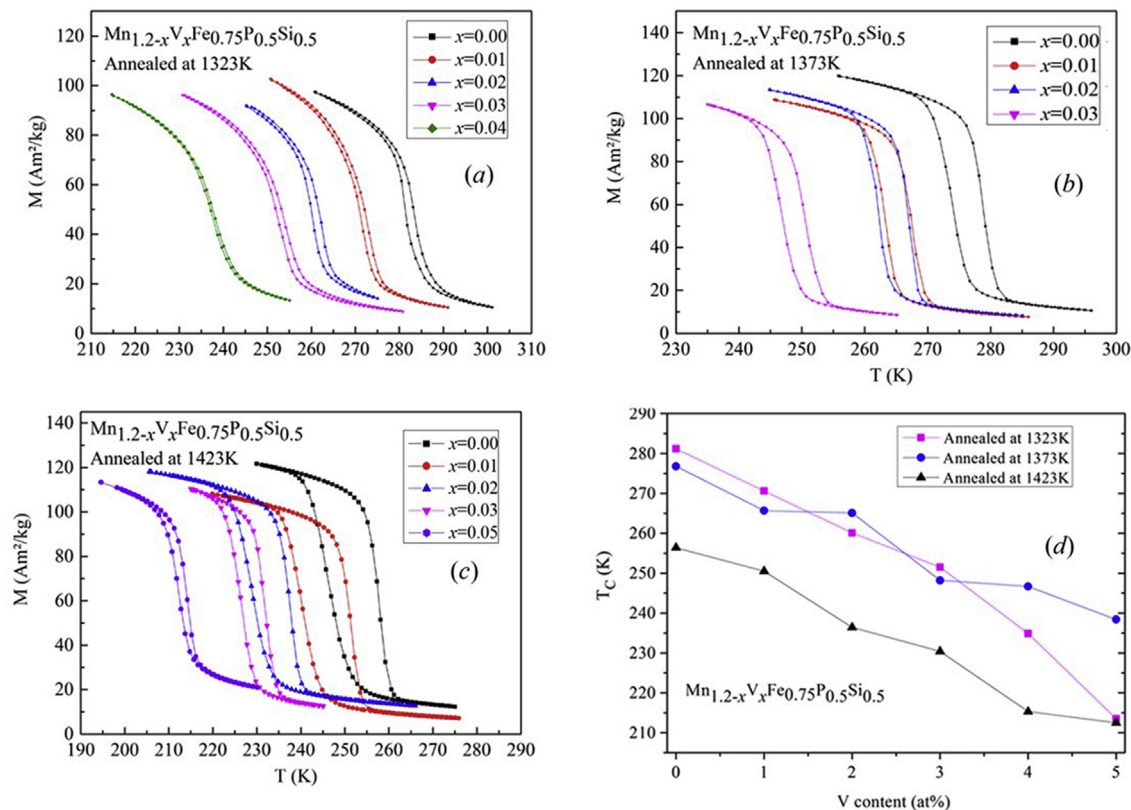 Mn1.2-xVxFe0.75P0.5Si0.5
Annealed at 1323K
x=0.00
x=0.01
x=0.02
x=0.03
x=0.04
(a)
M (Am²/kg)
120
100
80
60
40
20
0
210 220 230 240 250 260 270 280 290 300 310
Mn1.2-xVxFe0.75P0.5Si0.5
Annealed at 1373K
x=0.00
x=0.01
x=0.02
x=0.03
(b)
M (Am²/kg)
140
120
100
80
60
40
20
0
230 240 250 260 270 280 290 300
T (K)
Mn1.2-xVxFe0.75P0.5Si0.5
Annealed at 1423K
x=0.00
x=0.01
x=0.02
x=0.03
x=0.05
(c)
M (Am²/kg)
140
120
100
80
60
40
20
0
190 200 210 220 230 240 250 260 270 280 290
T (K)
Annealed at 1323K
Annealed at 1373K
Annealed at 1423K
(d)
TC (K)
290
280
270
260
250
240
230
220
210
Mn1.2-xVxFe0.75P0.5Si0.5
0 1 2 3 4 5
V content (at%)